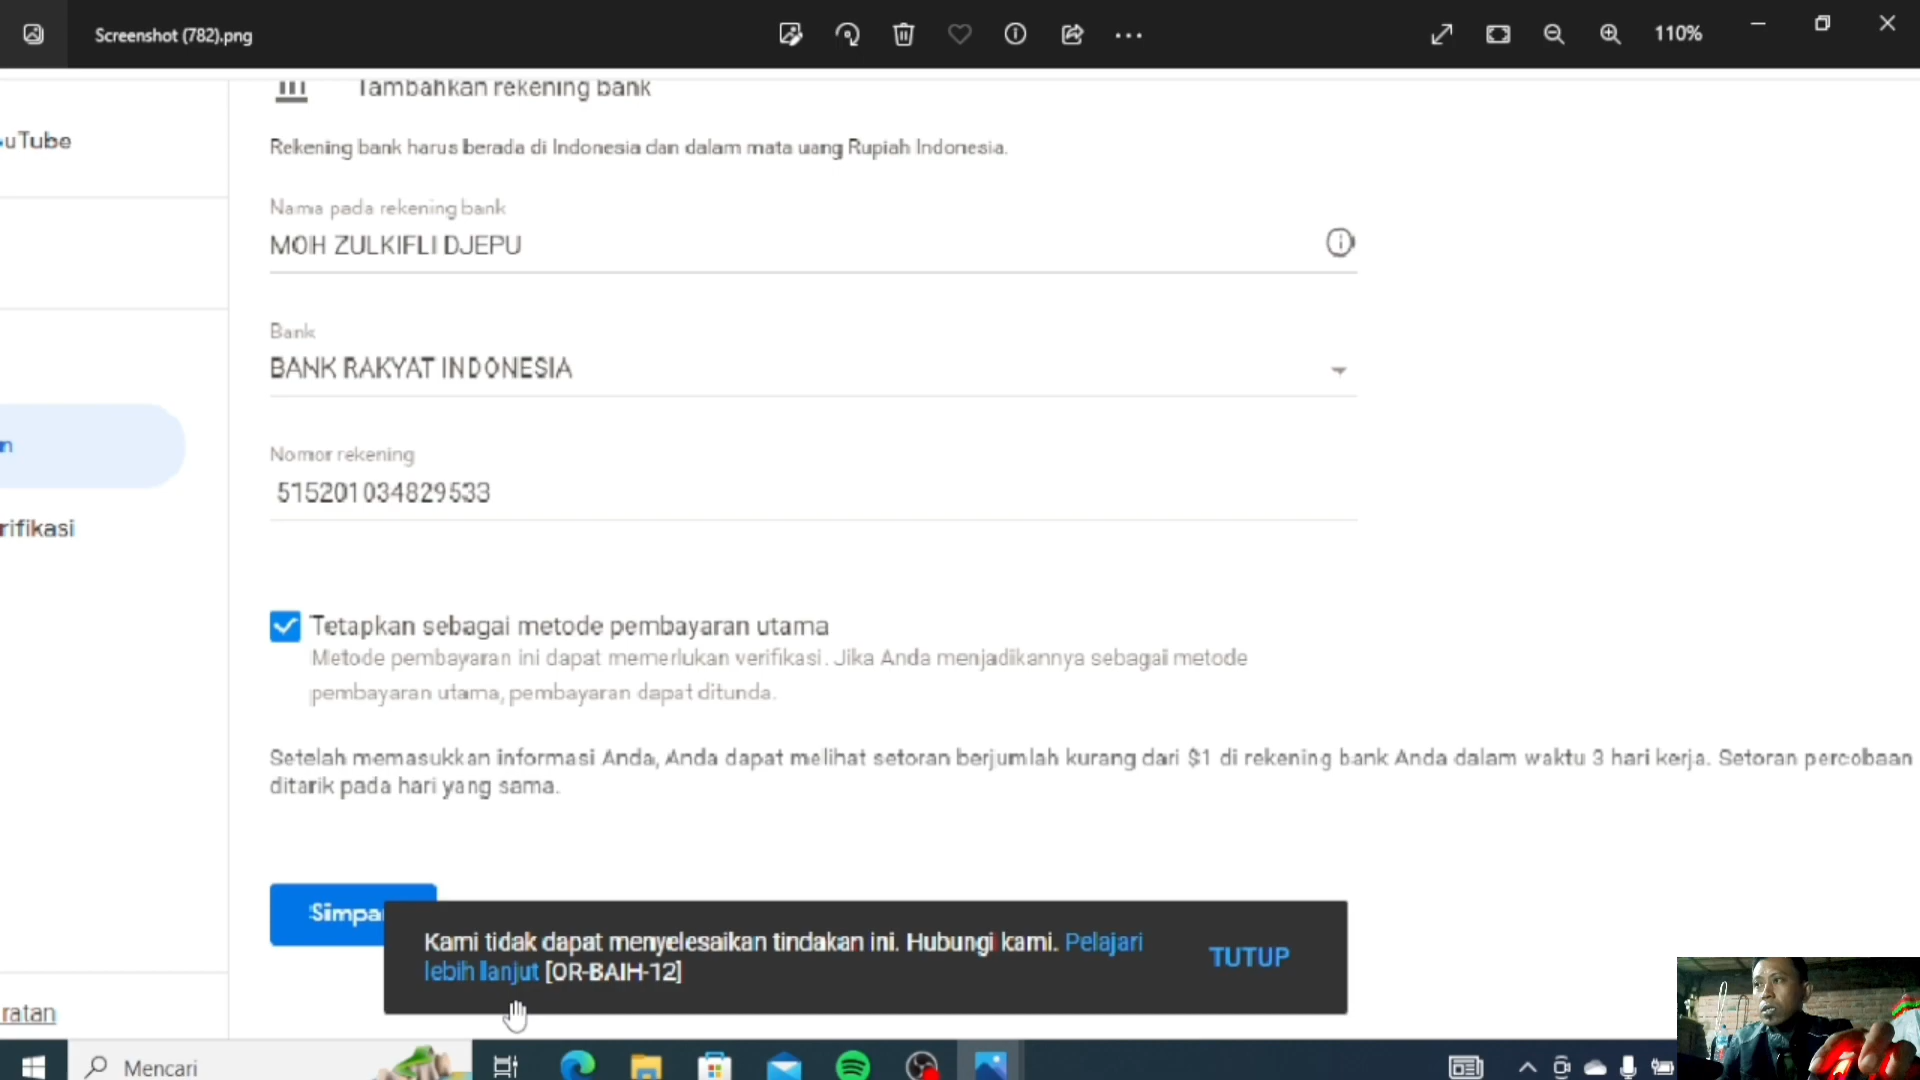 Screenshot (782).png
110%
Tambahkan rekening bank
uTube
Rekening bank harus berada di Indonesia dan dalam mata uang Rupiah Indonesia.
Nama pada rekening bank
MOH ZULKIFLI DJEPU
Bank
BANK RAKYAT INDONESIA
n
Nomor rekening
515201034829533
rifikasi
Tetapkan sebagai metode pembayaran utama
Metode pembayaran ini dapat memerlukan verifikasi. Jika Anda menjadikannya sebagai metode
pembayaran utama, pembayaran dapat ditunda.
Setelah memasukkan informasi Anda, Anda dapat melihat setoran berjumlah kurang dari $1 di rekening bank Anda dalam waktu 3 hari kerja. Setoran percobaan
ditarik pada hari yang sama.
Simpa
Kami tidak dapat menyelesaikan tindakan ini. Hubungi kami. Pelajari
lebih lanjut [OR-BAIH-12]
TUTUP
ratan
Mencari